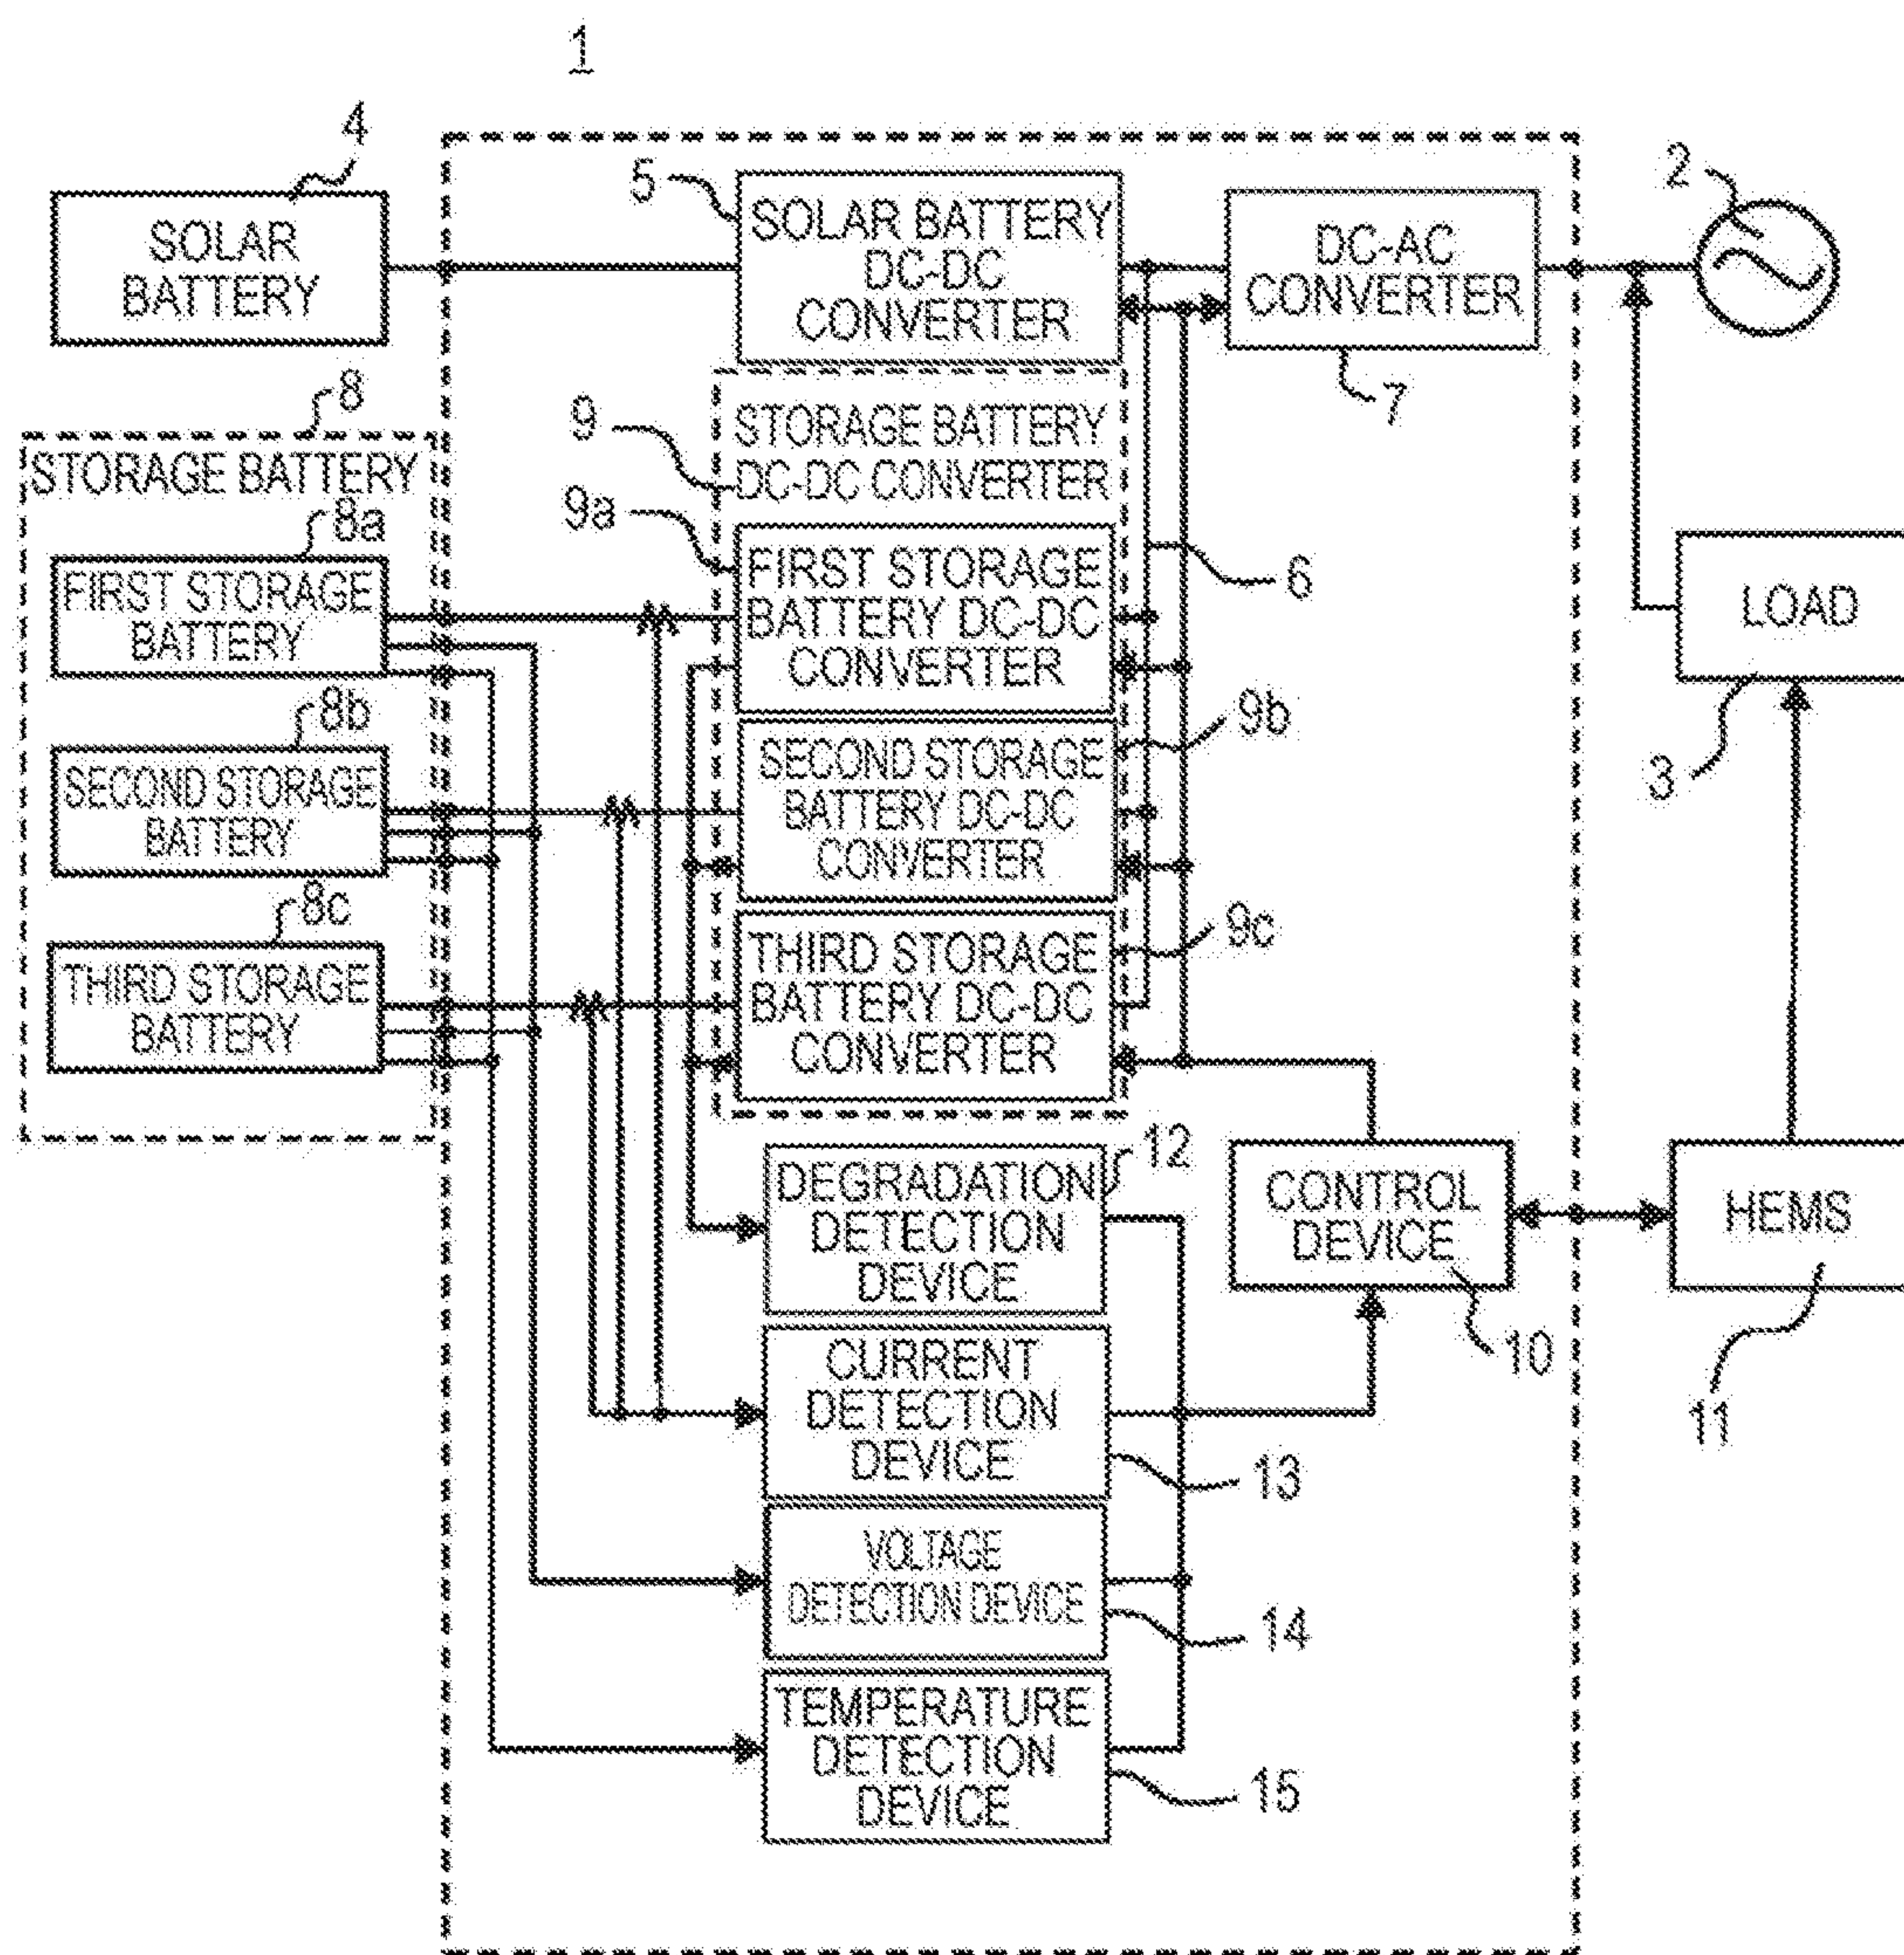 1
4
SOLAR
BATTERY
5
SOLAR BATTERY
DC-DC
CONVERTER
DC-AC
CONVERTER
7
2
8
STORAGE BATTERY
9
STORAGE BATTERY
DC-DC CONVERTER
8a
FIRST STORAGE
BATTERY
9a
FIRST STORAGE
BATTERY DC-DC
CONVERTER
6
LOAD
3
8b
SECOND STORAGE
BATTERY
9b
SECOND STORAGE
BATTERY DC-DC
CONVERTER
8c
THIRD STORAGE
BATTERY
9c
THIRD STORAGE
BATTERY DC-DC
CONVERTER
12
DEGRADATION
DETECTION
DEVICE
CONTROL
DEVICE
10
HEMS
11
CURRENT
DETECTION
DEVICE
13
VOLTAGE
DETECTION DEVICE
14
TEMPERATURE
DETECTION
DEVICE
15